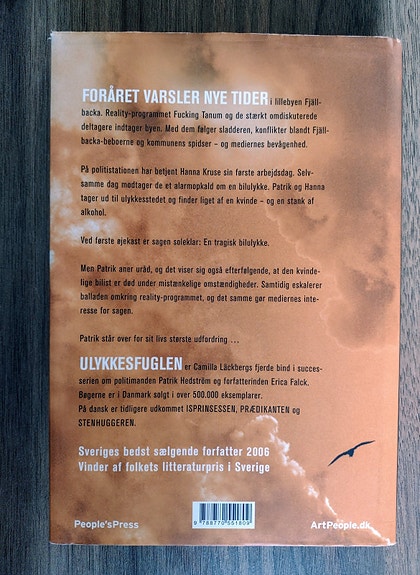 FORÅRET VARSLER NYE TIDER i lillebyen Fjäll-
backa. Reality-programmet Fucking Tanum og de stærkt omdiskuterede
deltagere indtager byen. Med dem følger sladderen, konflikter blandt Fjäll-
backa-beboerne og kommunens spidser – og mediernes bevågenhed.
På politistationen har betjent Hanna Kruse sin første arbejdsdag. Selv-
samme dag modtager de et alarmopkald om en bilulykke. Patrik og Hanna
tager ud til ulykkesstedet og finder liget af en kvinde – og en stank af
alkohol.
Ved første øjekast er sagen soleklar: En tragisk bilulykke.
Men Patrik aner uråd, og det viser sig også efterfølgende, at den kvinde-
lige bilist er død under mistænkelige omstændigheder. Samtidig eskalerer
balladen omkring reality-programmet, og det samme gør mediernes inte-
resse for sagen.
Patrik står over for sit livs største udfordring ...
ULYKKESFUGLEN er Camilla Läckbergs fjerde bind i succes-
serien om politimanden Patrik Hedström og forfatterinden Erica Falck.
Bøgerne er i Danmark solgt i over 500.000 eksemplarer.
På dansk er tidligere udkommet ISPRINSESSEN, PRÆDIKANTEN og
STENHUGGEREN.
Sveriges bedst sælgende forfatter 2006
Vinder af folkets litteraturpris i Sverige
9 788770 551809
People'sPress
ArtPeople.dk